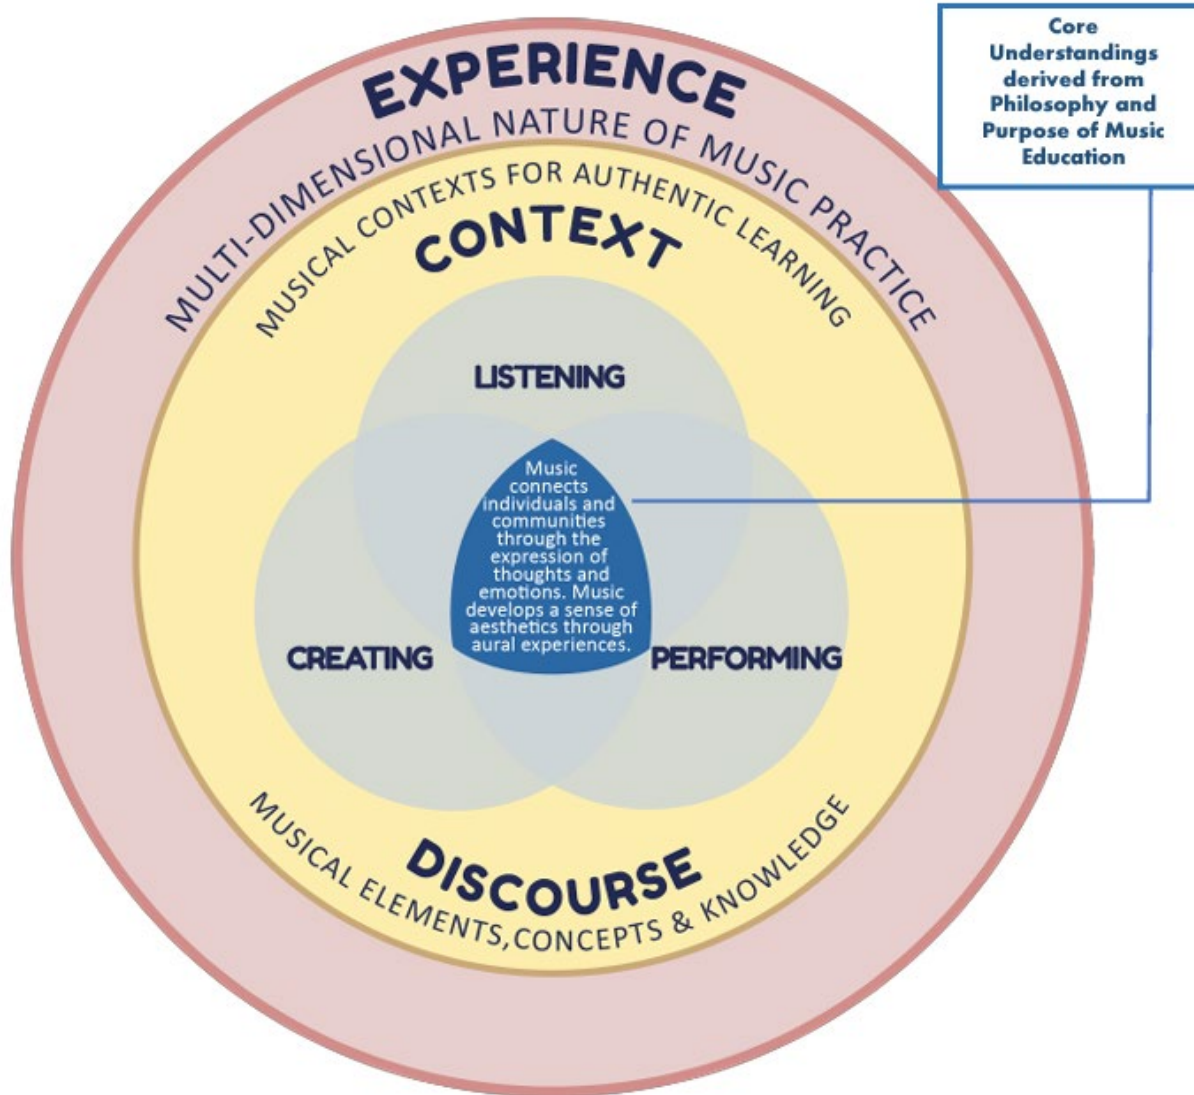 Core
Understandings
derived from
Philosophy and
Purpose of Music
Education
EXPERIENCE
MULTI-DIMENSIONAL NATURE OF MUSIC PRACTICE
MUSICAL CONTEXTS FOR AUTHENTIC LEARNING
CONTEXT
LISTENING
Music
connects
individuals and
communities
through the
expression of
thoughts and
emotions. Music
develops a sense of
aesthetics through
aural experiences.
CREATING
PERFORMING
DISCOURSE
MUSICAL ELEMENTS, CONCEPTS & KNOWLEDGE